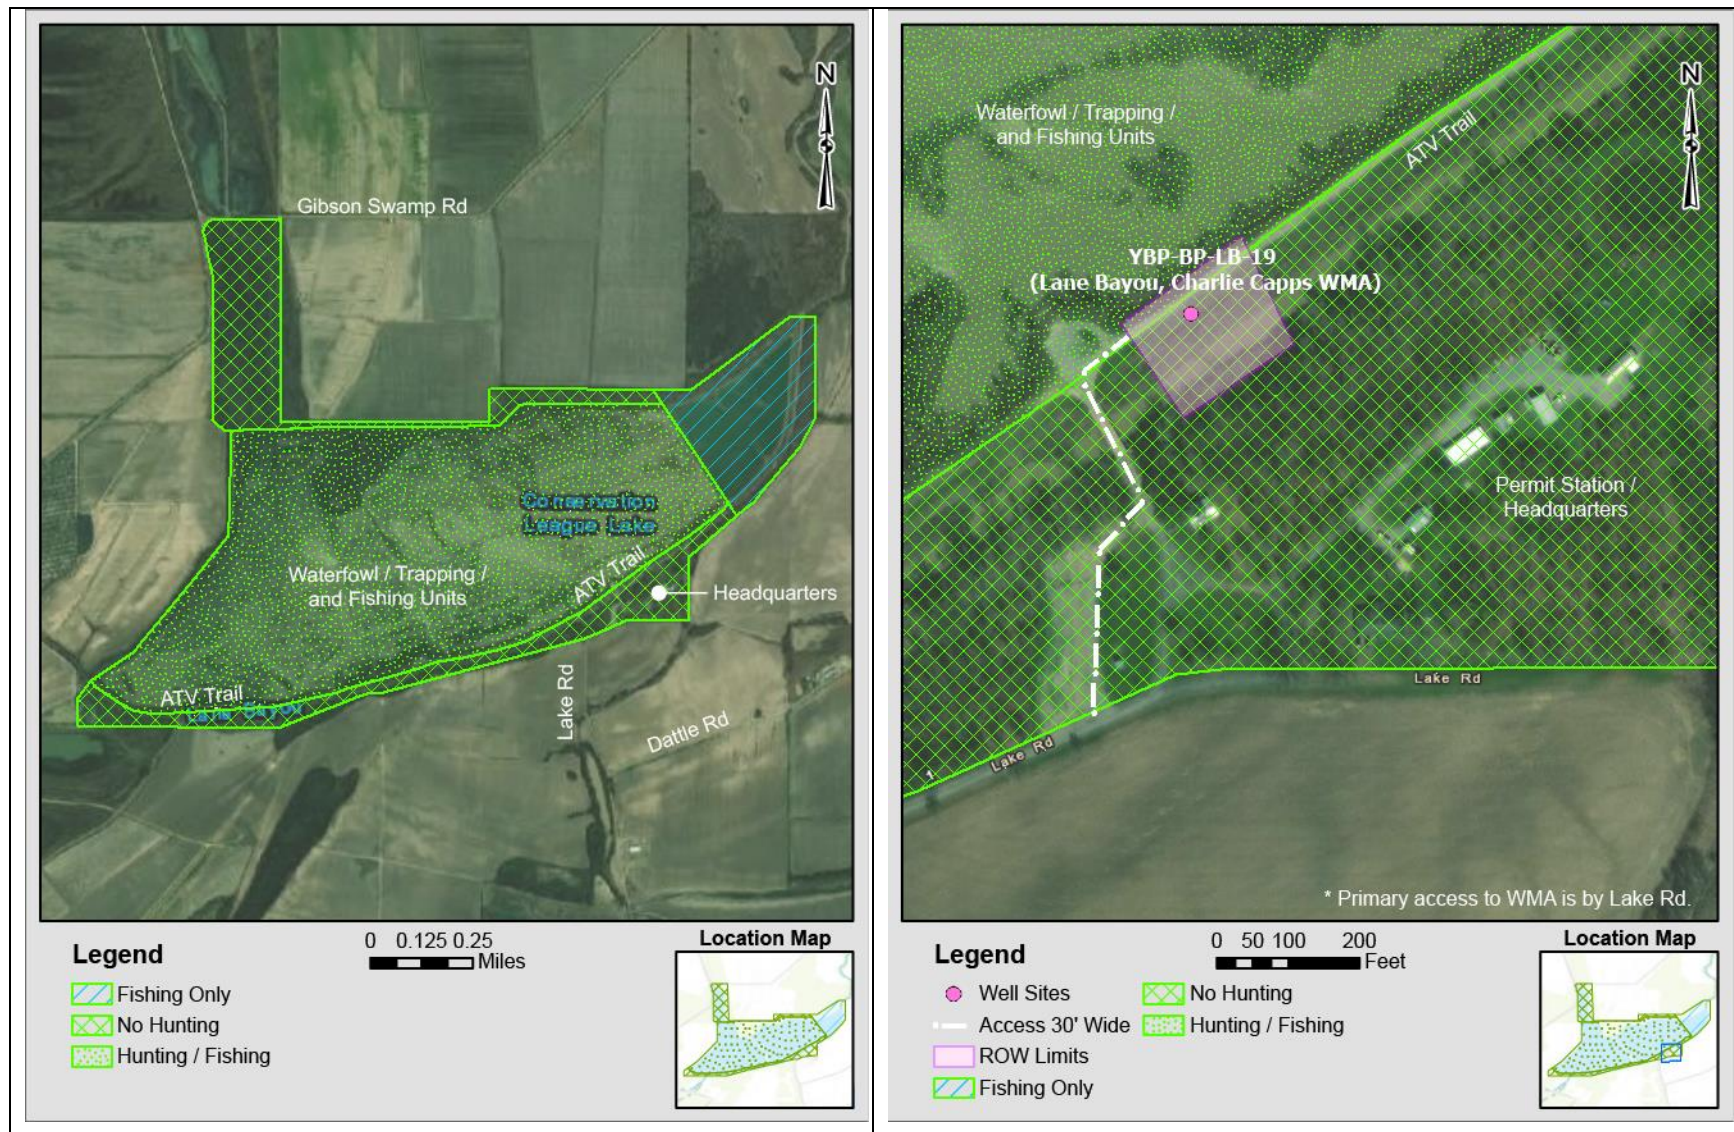 N
Gibson Swamp Rd
Conservation
League Lake
Waterfowl / Trapping /
and Fishing Units
ATV Trail
Headquarters
ATV Trail
Lane Bayou
Lake Rd
Dattle Rd
Legend
0 0.125 0.25
Miles
Location Map
Fishing Only
No Hunting
Hunting / Fishing
N
Waterfowl / Trapping /
and Fishing Units
ATV Trail
YBP-BP-LB-19
(Lane Bayou, Charlie Capps WMA)
Permit Station /
Headquarters
Lake Rd
Lake Rd
1
* Primary access to WMA is by Lake Rd.
Legend
0 50 100 200
Feet
Location Map
Well Sites
No Hunting
Access 30' Wide
Hunting / Fishing
ROW Limits
Fishing Only